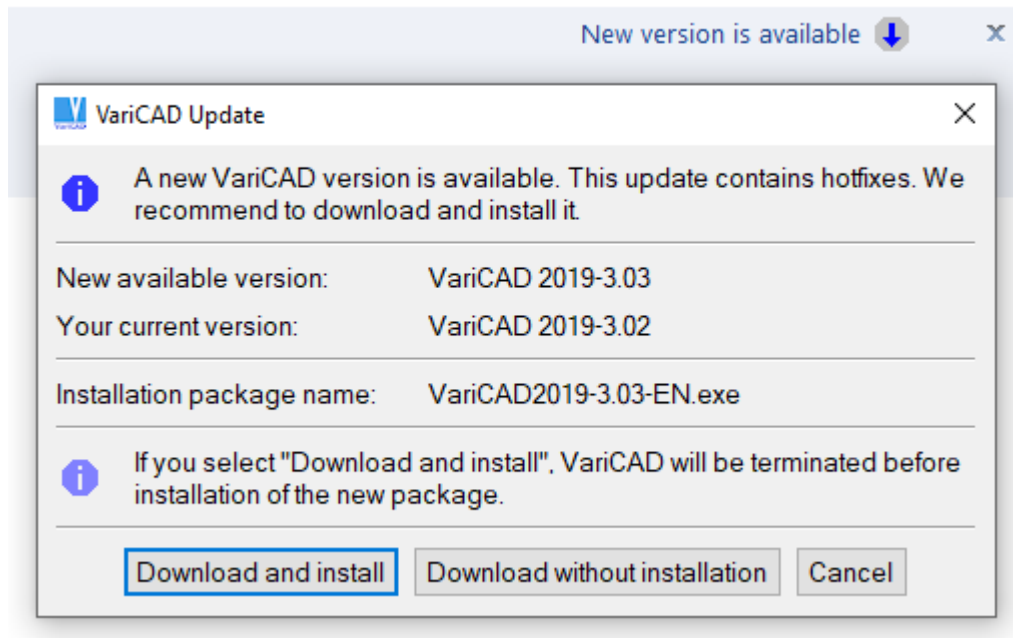 New version is available
VariCAD Update
A new VariCAD version is available. This update contains hotfixes. We
recommend to download and install it.
New available version: VariCAD 2019-3.03
Your current version: VariCAD 2019-3.02
Installation package name: VariCAD2019-3.03-EN.exe
If you select "Download and install", VariCAD will be terminated before
installation of the new package.
Download and install Download without installation Cancel